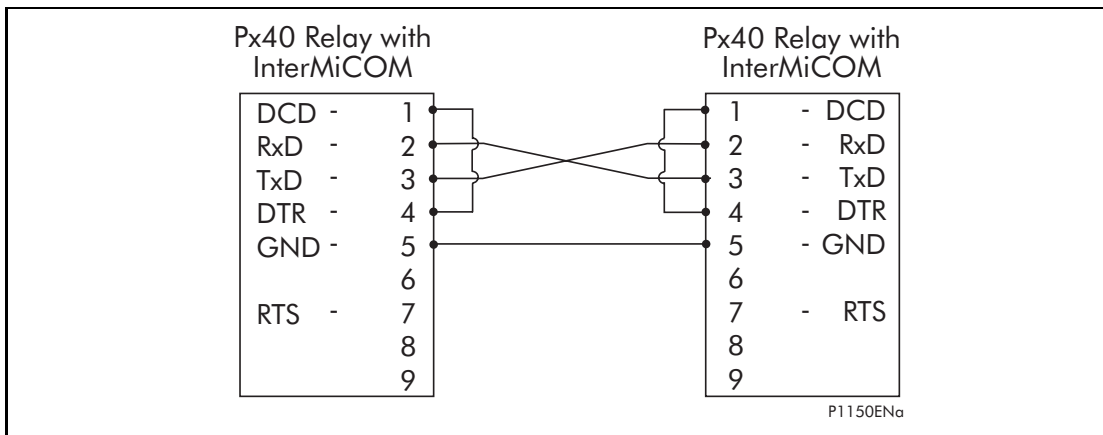 Px40 Relay with
InterMiCOM
DCD - 1
RxD - 2
TxD - 3
DTR - 4
GND - 5
6
RTS - 7
8
9
Px40 Relay with
InterMiCOM
1 - DCD
2 - RxD
3 - TxD
4 - DTR
5 - GND
6
7 - RTS
8
9
P1150ENa